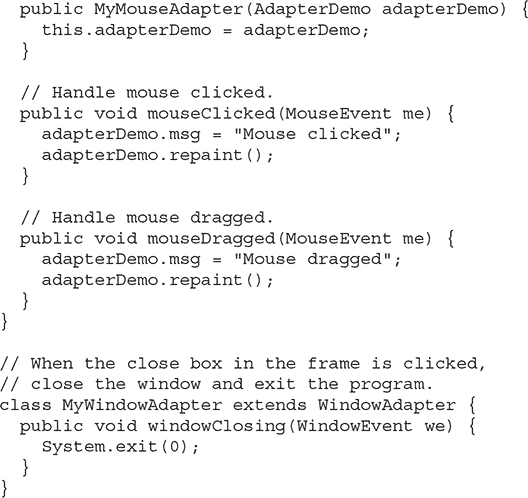 public MyMouseAdapter(AdapterDemo adapterDemo) {
    this.adapterDemo = adapterDemo;
  }

  // Handle mouse clicked.
  public void mouseClicked(MouseEvent me) {
    adapterDemo.msg = "Mouse clicked";
    adapterDemo.repaint();
  }

  // Handle mouse dragged.
  public void mouseDragged(MouseEvent me) {
    adapterDemo.msg = "Mouse dragged";
    adapterDemo.repaint();
  }
}

// When the close box in the frame is clicked,
// close the window and exit the program.
class MyWindowAdapter extends WindowAdapter {
  public void windowClosing(WindowEvent we) {
    System.exit(0);
  }
}